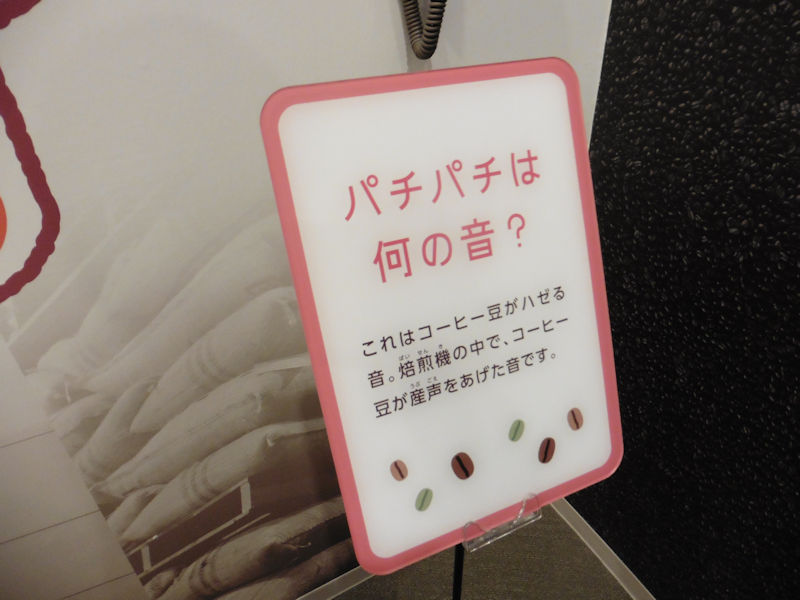 パチパチは
何の音？
これはコーヒー豆がハゼる
音。焙煎機の中で、コーヒー
豆が産声をあげた音です。